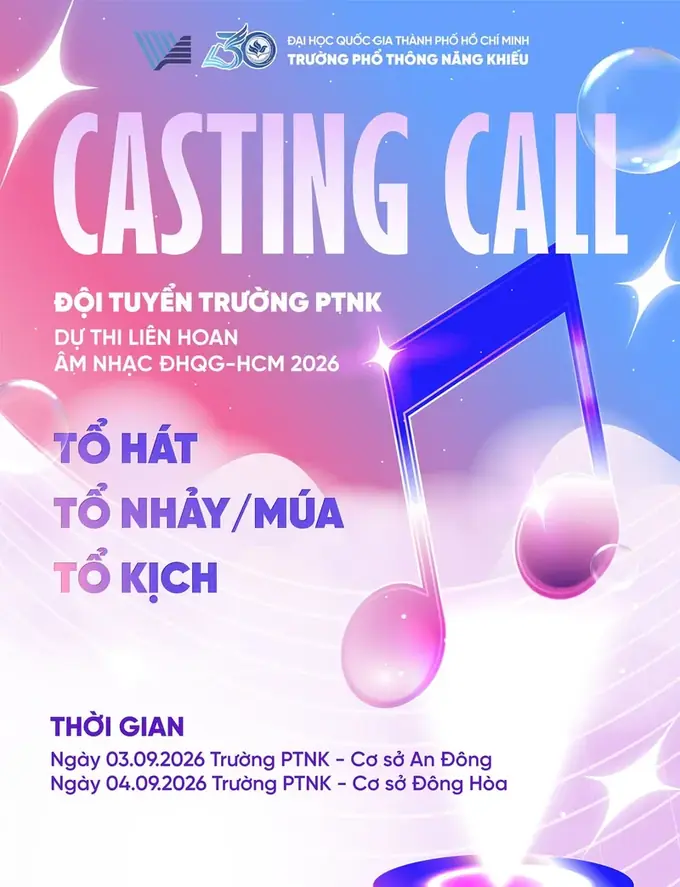 30
ĐẠI HỌC QUỐC GIA THÀNH PHỐ HỒ CHÍ MINH
TRƯỜNG PHỔ THÔNG NĂNG KHIẾU
CASTING CALL
ĐỘI TUYỂN TRƯỜNG PTNK
DỰ THI LIÊN HOAN
ÂM NHẠC ĐHQG-HCM 2026
TỔ HÁT
TỔ NHẢY/MÚA
TỔ KỊCH
THỜI GIAN
Ngày 03.09.2026 Trường PTNK - Cơ sở An Đông
Ngày 04.09.2026 Trường PTNK - Cơ sở Đông Hòa